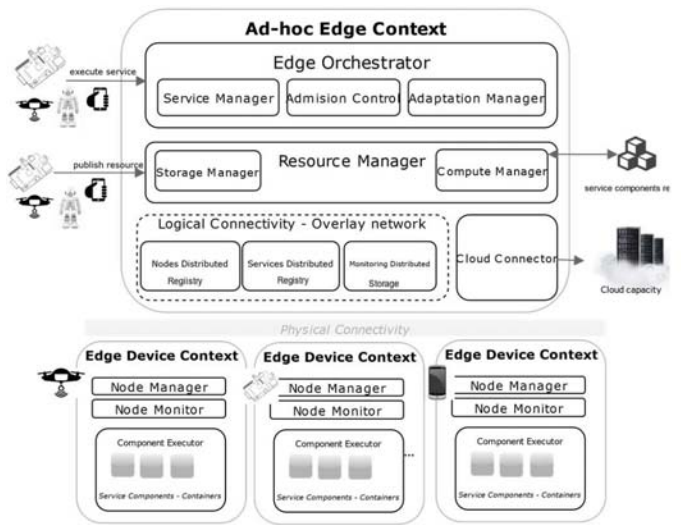 Ad-hoc Edge Context
Edge Orchestrator
execute service
Service Manager
Admision Control
Adaptation Manager
publish resource
Resource Manager
Storage Manager
Compute Manager
service components re
Logical Connectivity - Overlay network
Nodes Distributed
Regiistry
Services Distributed
Registry
Monitoring Distributed
Storage
Cloud Connector
Cloud capacity
Physical Connectivity
Edge Device Context
Node Manager
Node Monitor
Component Executor
Service Components - Containers
Edge Device Context
Node Manager
Node Monitor
Component Executor
...
Service Components - Containers
Edge Device Context
Node Manager
Node Monitor
Component Executor
Service Components - Containers